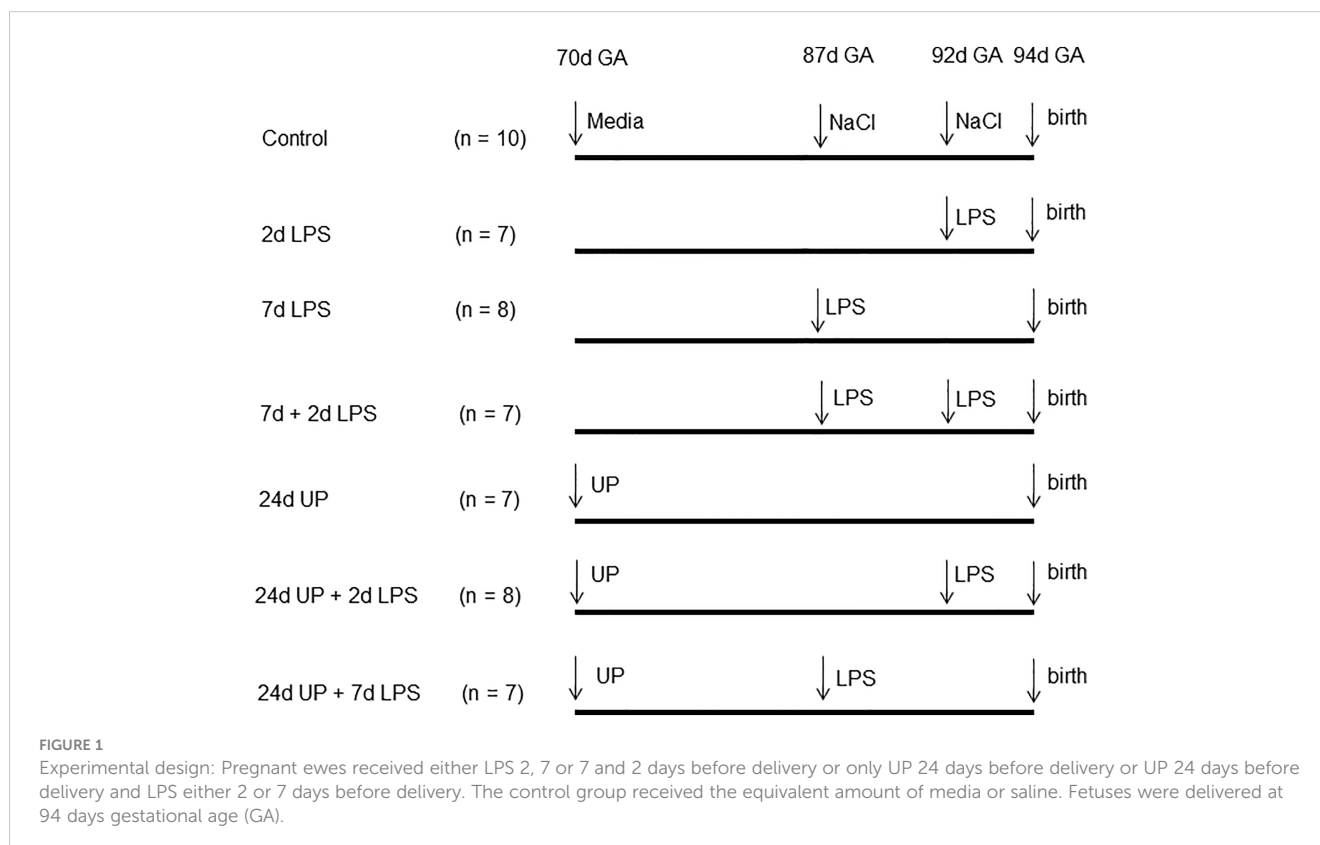 70d GA 87d GA 92d GA 94d GA
Control (n = 10) Media NaCl NaCl birth
2d LPS (n = 7) LPS birth
7d LPS (n = 8) LPS birth
7d + 2d LPS (n = 7) LPS LPS birth
24d UP (n = 7) UP birth
24d UP + 2d LPS (n = 8) UP LPS birth
24d UP + 7d LPS (n = 7) UP LPS birth
FIGURE 1
Experimental design: Pregnant ewes received either LPS 2, 7 or 7 and 2 days before delivery or only UP 24 days before delivery or UP 24 days before
delivery and LPS either 2 or 7 days before delivery. The control group received the equivalent amount of media or saline. Fetuses were delivered at
94 days gestational age (GA).